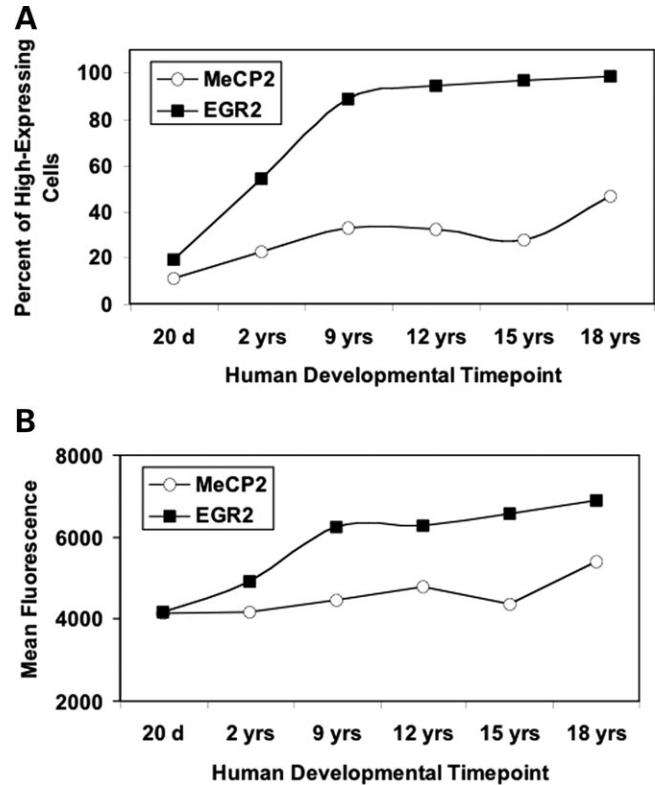 A
Percent of High-Expressing
Cells
100
80
60
40
20
0
MeCP2
EGR2
20 d 2 yrs 9 yrs 12 yrs 15 yrs 18 yrs
Human Developmental Timepoint
B
Mean Fluorescence
8000
6000
4000
2000
MeCP2
EGR2
20 d 2 yrs 9 yrs 12 yrs 15 yrs 18 yrs
Human Developmental Timepoint